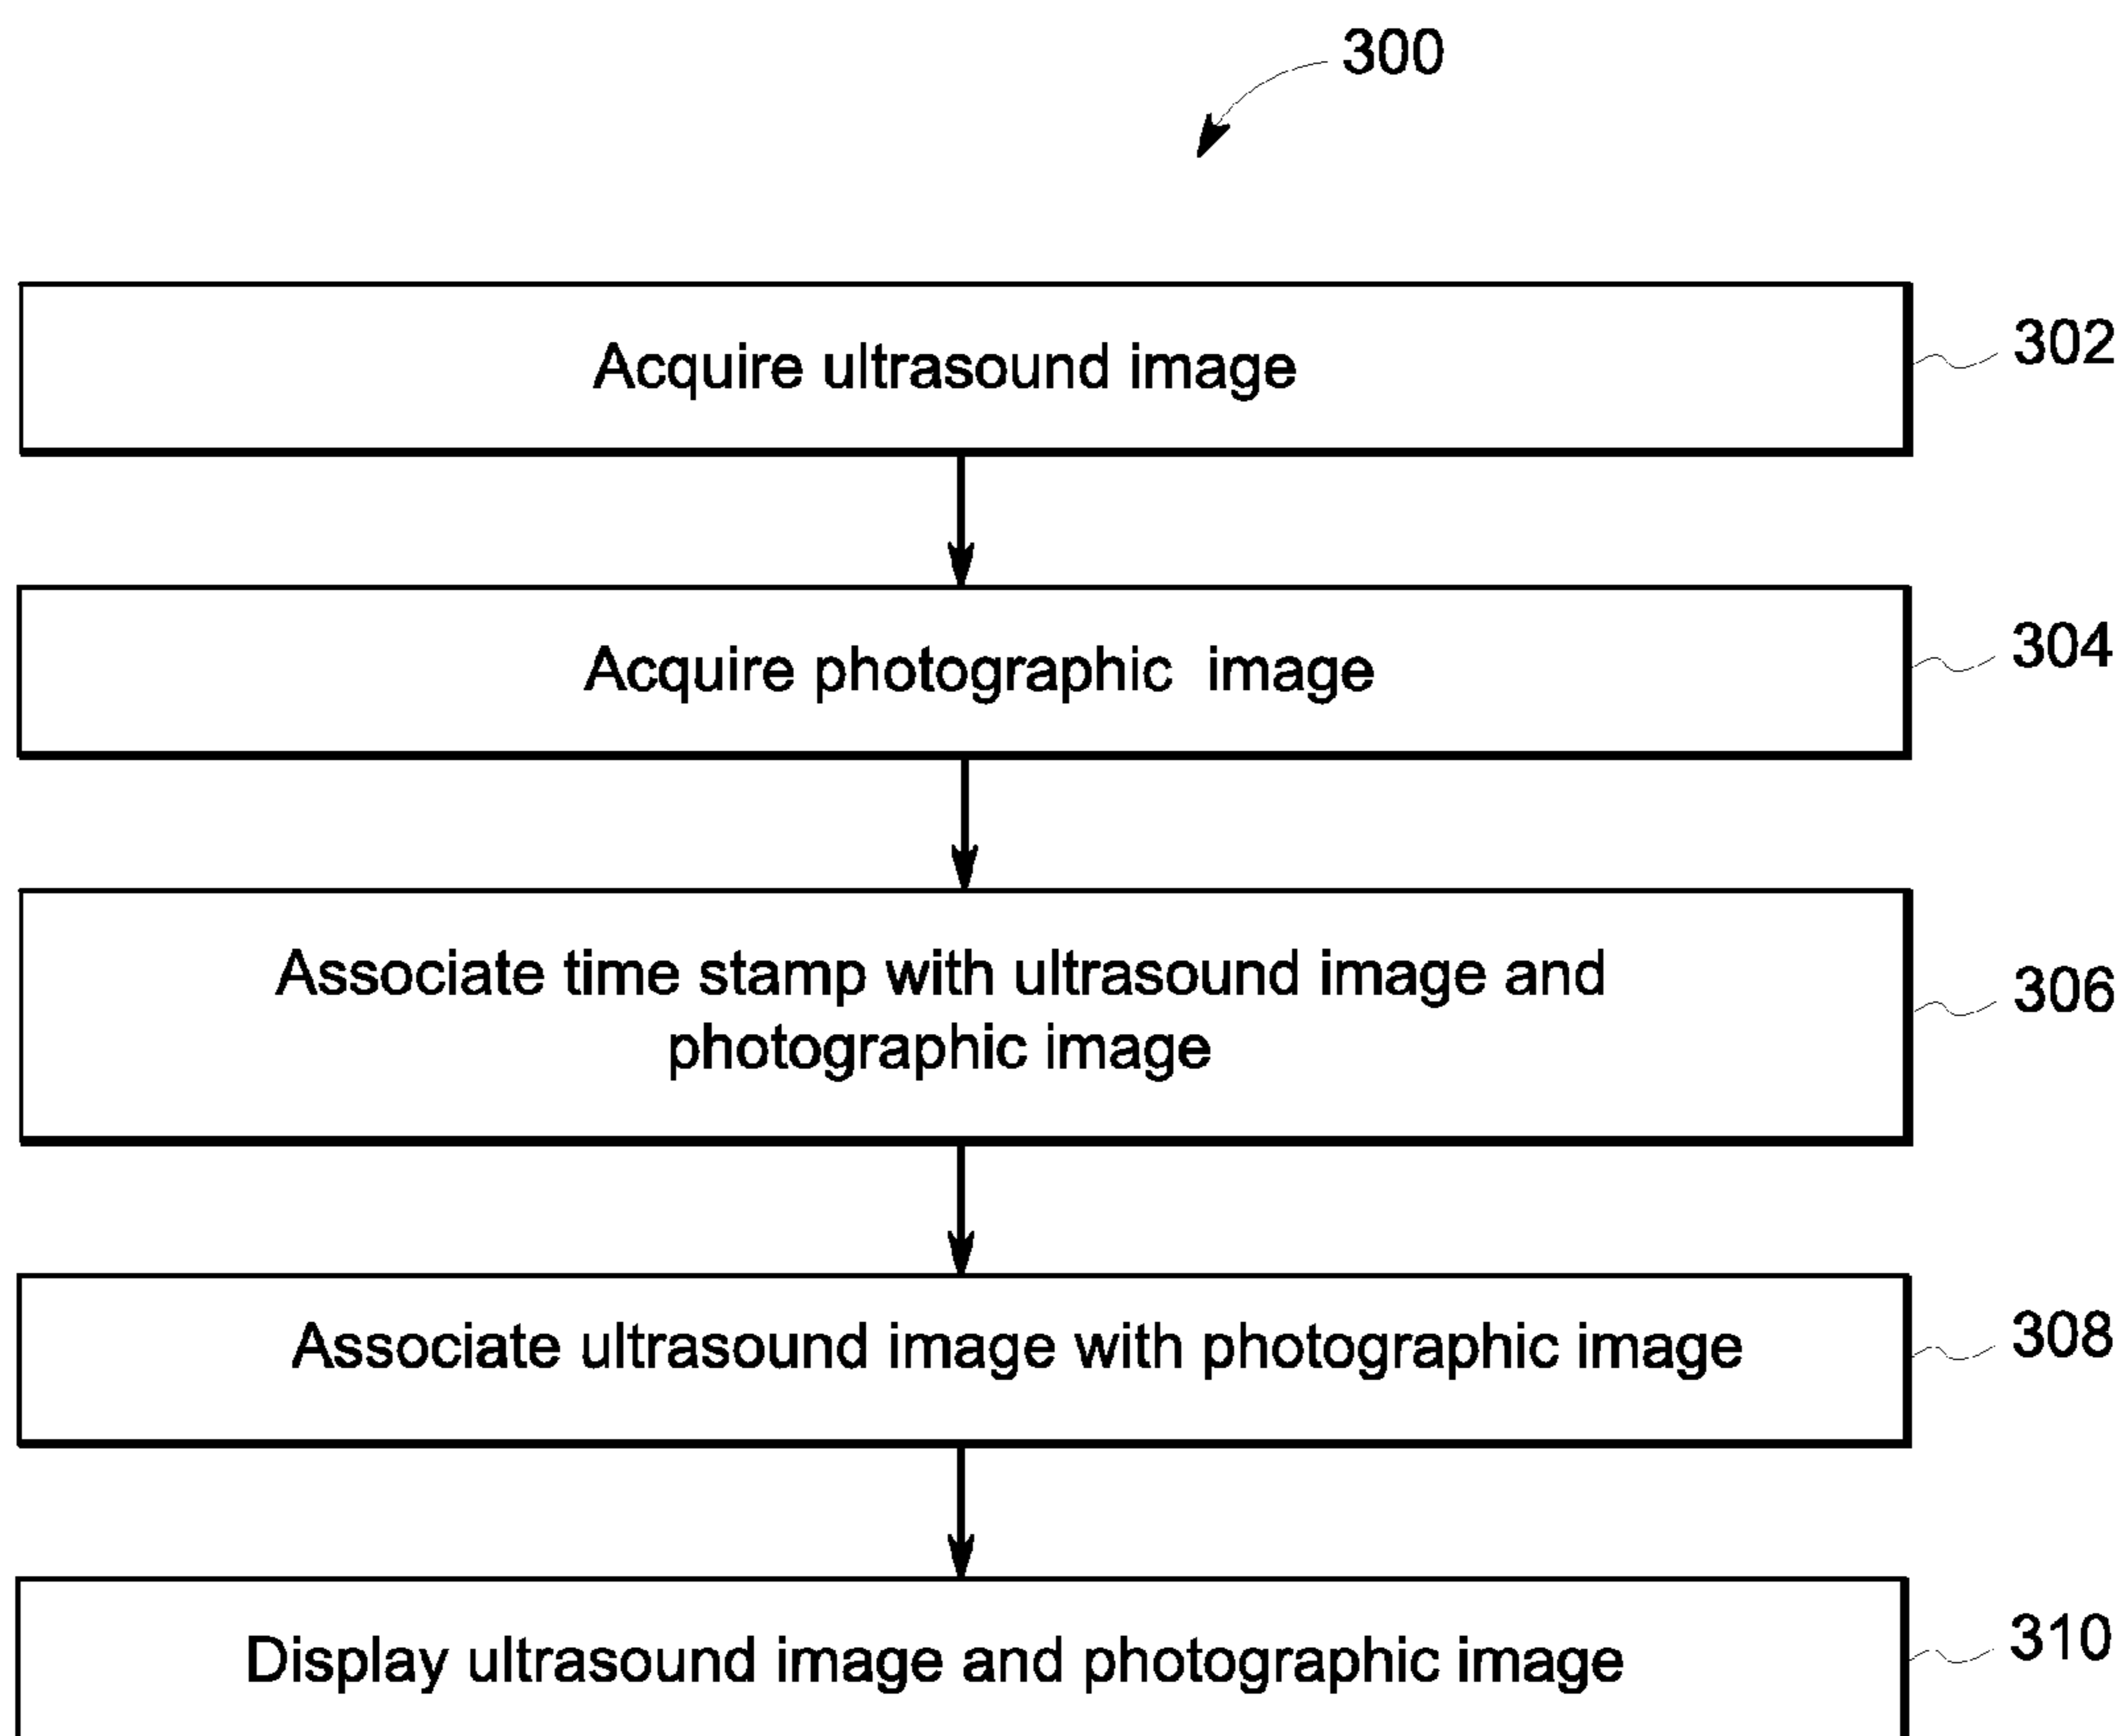 300
Acquire ultrasound image
302
Acquire photographic image
304
Associate time stamp with ultrasound image and
photographic image
306
Associate ultrasound image with photographic image
308
Display ultrasound image and photographic image
310